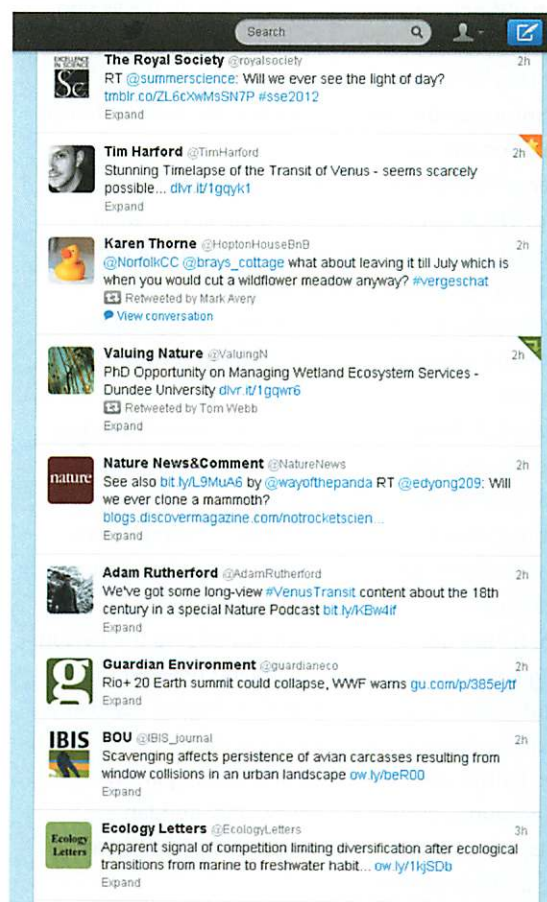 Search
EXCELLENCE
IN SCIENCE
Se
The Royal Society @royalsociety 2h
RT @summerscience: Will we ever see the light of day?
tmblr.co/ZL6cXwMsSN7P #sse2012
Expand
Tim Harford @TimHarford 2h
Stunning Timelapse of the Transit of Venus - seems scarcely
possible... dlvr.it/1gqyk1
Expand
Karen Thorne @HoptonHouseBnB 2h
@NorfolkCC @brays_cottage what about leaving it till July which is
when you would cut a wildflower meadow anyway? #vergeschat
Retweeted by Mark Avery
View conversation
Valuing Nature @ValuingN 2h
PhD Opportunity on Managing Wetland Ecosystem Services -
Dundee University dlvr.it/1gqwr6
Retweeted by Tom Webb
Expand
nature
Nature News&Comment @NatureNews 2h
See also bit.ly/L9MuA6 by @wayofthepanda RT @edyong209: Will
we ever clone a mammoth?
blogs.discovermagazine.com/notrocketscien...
Expand
Adam Rutherford @AdamRutherford 2h
We've got some long-view #VenusTransit content about the 18th
century in a special Nature Podcast bit.ly/KBw4if
Expand
g
Guardian Environment @guardianeco 2h
Rio+ 20 Earth summit could collapse, WWF warns gu.com/p/385ej/tf
Expand
IBIS
BOU @IBIS_journal 2h
Scavenging affects persistence of avian carcasses resulting from
window collisions in an urban landscape ow.ly/beR00
Expand
Ecology
Letters
Ecology Letters @EcologyLetters 3h
Apparent signal of competition limiting diversification after ecological
transitions from marine to freshwater habit... ow.ly/1kjSDb
Expand